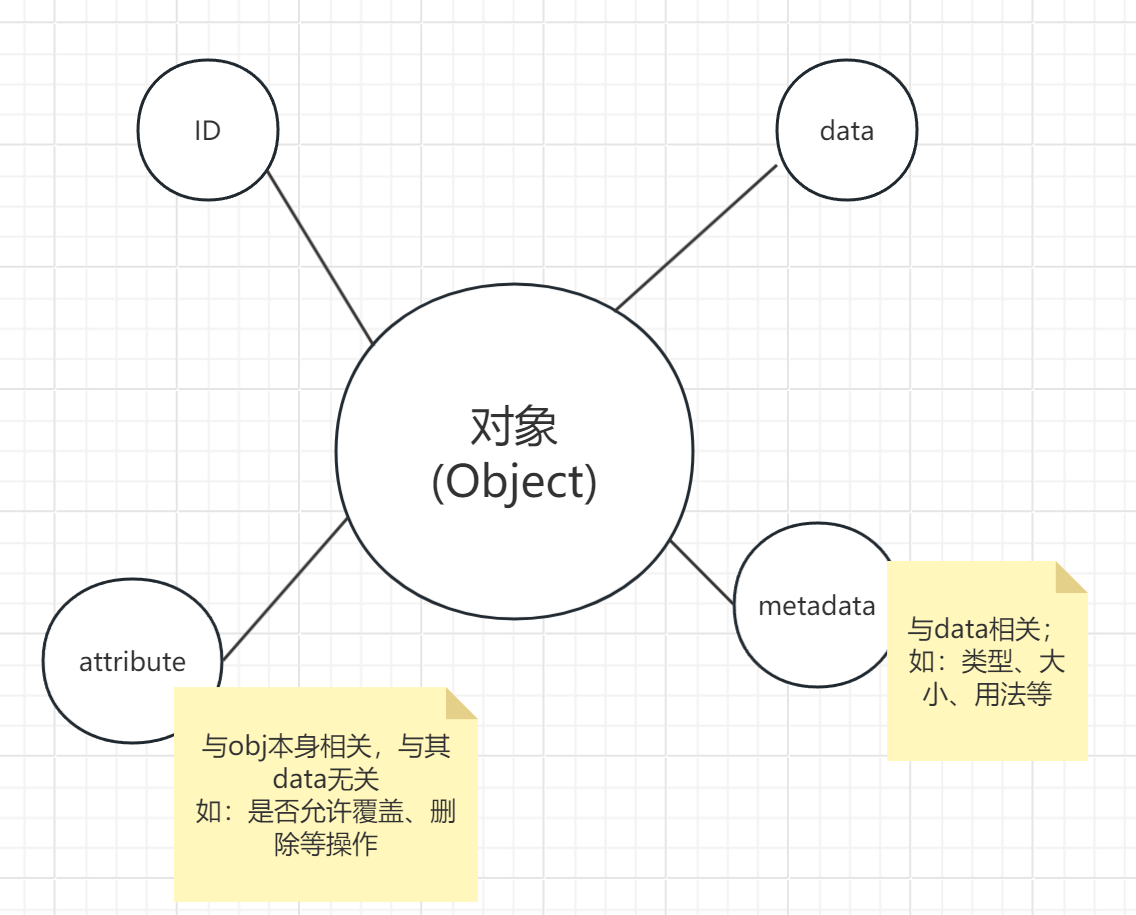 ID
data
对象
(Object)
metadata
与data相关；
如：类型、大
小、用法等
attribute
与obj本身相关，与其
data无关
如：是否允许覆盖、删
除等操作